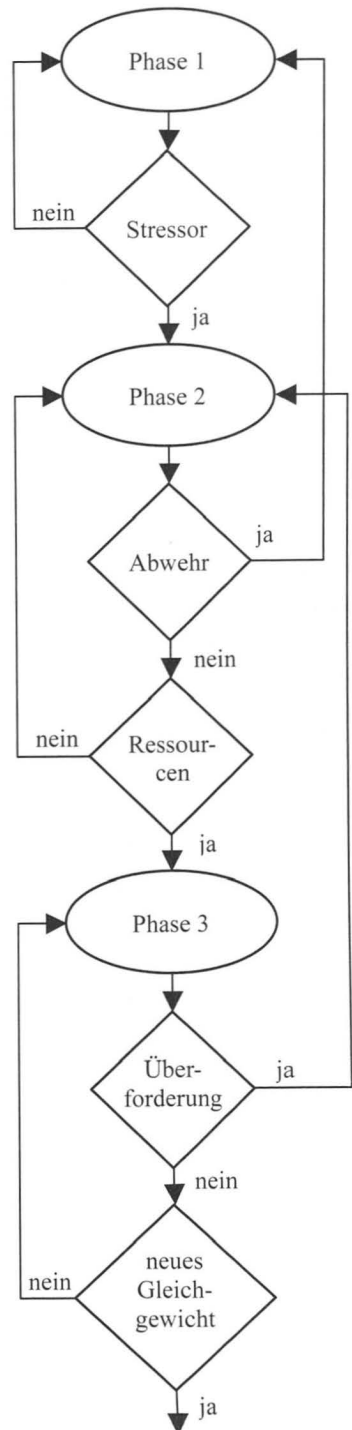 Phase 1
nein
Stressor
ja
Phase 2
Abwehr
ja
nein
nein
Ressour-
cen
ja
Phase 3
Über-
forderung
ja
nein
nein
neues
Gleich-
gewicht
ja